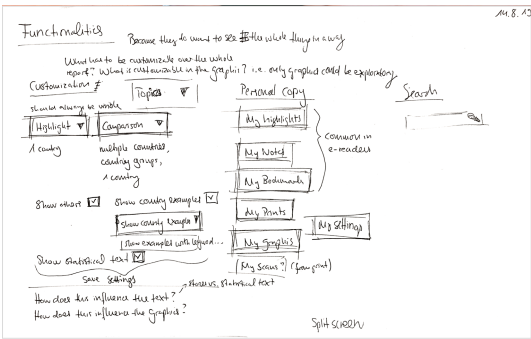 14.8.15
Functionalities
Because they do want to see the whole thing in a way
What has to be customizable over the whole
report? What is customizable in the graphic? i.e. only graphics could be exploratory
Customization
Topics
Personal Copy
Search
should always be visible
Highlight
Comparison
1 country
multiple countries,
country groups,
1 country
My Highlights
My Notes
My Bookmarks
common in
e-readers
My Prints
My Settings
My Graphics
My Scans? (from print)
Show others
Show country examples
Show country examples
show examples with keyword...
Show statistical text
Save settings
stories vs. statistical text
How does this influence the text?
How does this influence the Graphics?
Split screen